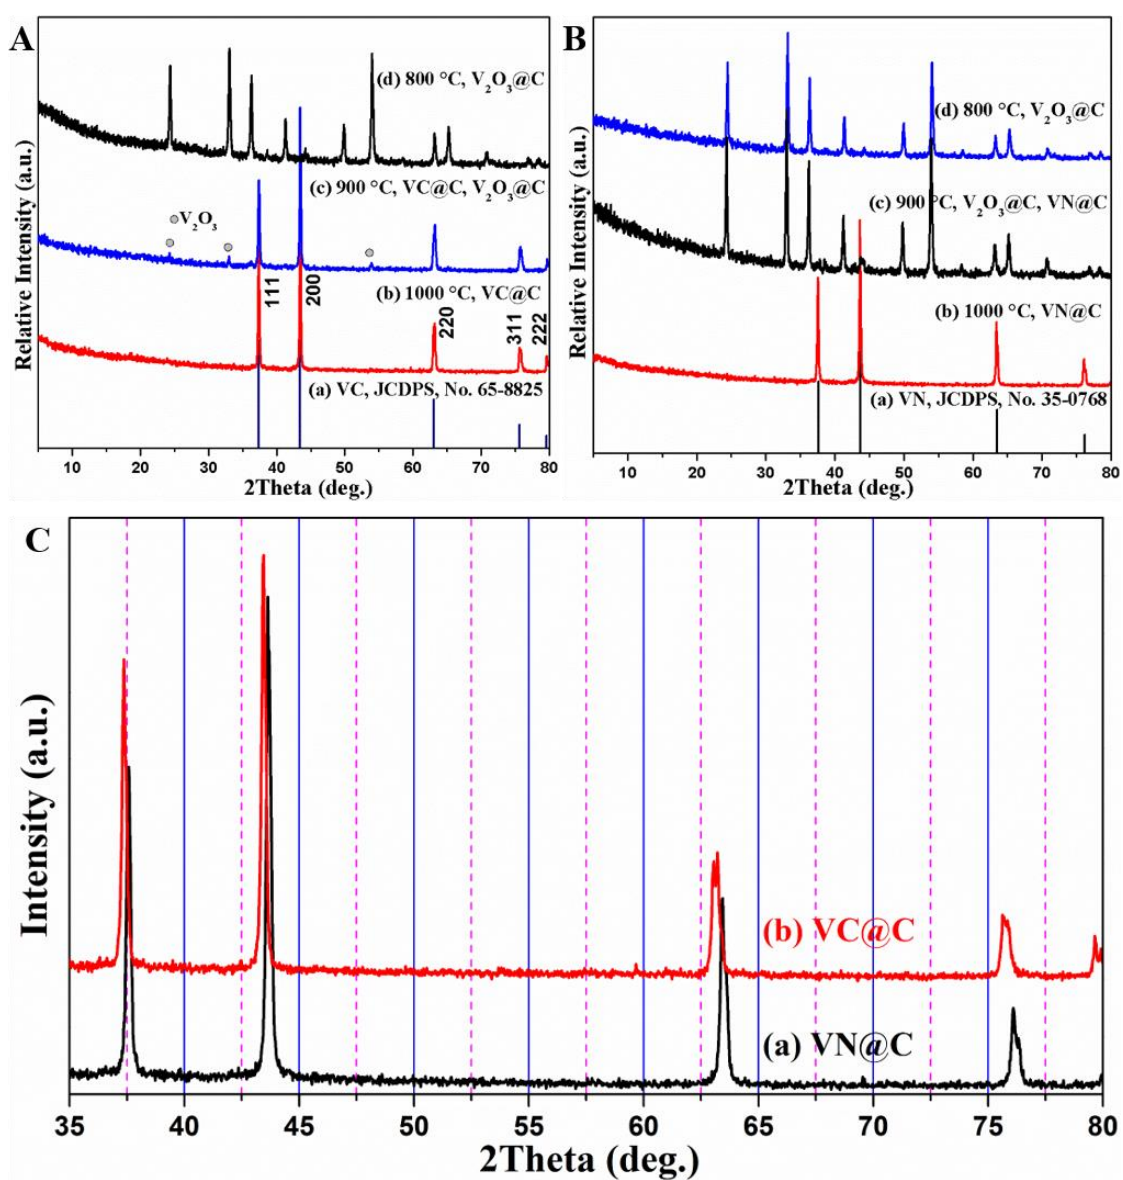 A
Relative Intensity (a.u.)
(d) 800 °C, V₂O₃@C
(c) 900 °C, VC@C, V₂O₃@C
V₂O₃
(b) 1000 °C, VC@C
111
200
220
311
222
(a) VC, JCDPS, No. 65-8825
10 20 30 40 50 60 70 80
2Theta (deg.)
B
Relative Intensity (a.u.)
(d) 800 °C, V₂O₃@C
(c) 900 °C, V₂O₃@C, VN@C
(b) 1000 °C, VN@C
(a) VN, JCDPS, No. 35-0768
10 20 30 40 50 60 70 80
2Theta (deg.)
C
Intensity (a.u.)
(b) VC@C
(a) VN@C
35 40 45 50 55 60 65 70 75 80
2Theta (deg.)